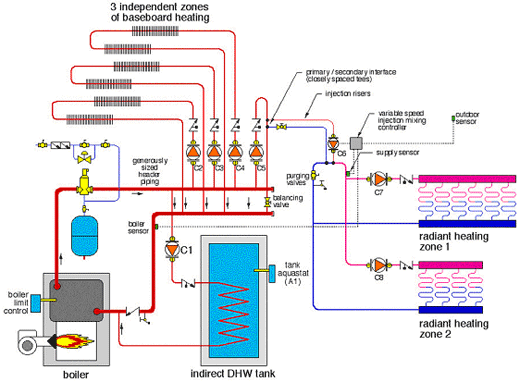 3 independent zones
of baseboard heating
primary / secondary interface
(closely spaced tees)
injection risers
variable speed
injection mixing
controller
outdoor
sensor
generously
sized
header
piping
C2
C3
C4
C5
C6
supply sensor
purging
valves
balancing
valve
C7
boiler
sensor
C1
radiant heating
zone 1
tank
aquastat
(A1)
C8
boiler
limit
control
radiant heating
zone 2
boiler
indirect DHW tank